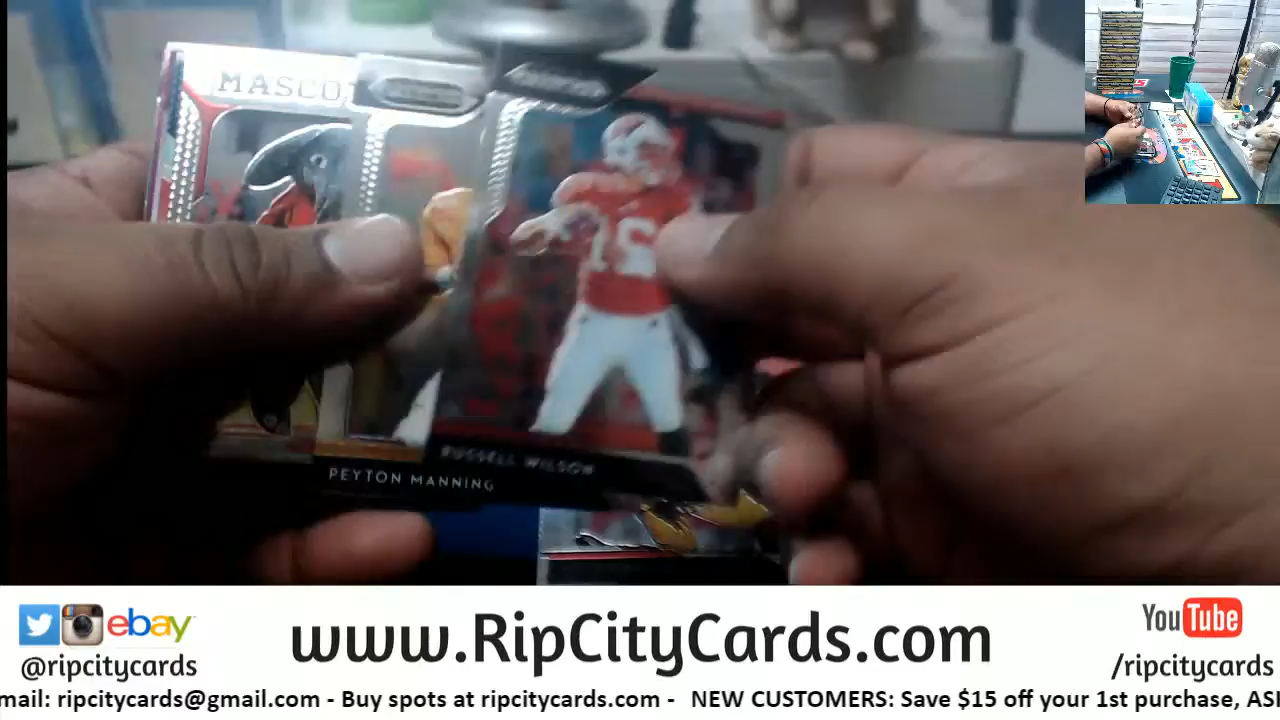 MASCO
16
RUSSELL WILSON
PEYTON MANNING
ebay
www.RipCityCards.com
YouTube
@ripcitycards
/ripcitycards
mail: ripcitycards@gmail.com - Buy spots at ripcitycards.com - NEW CUSTOMERS: Save $15 off your 1st purchase, ASI